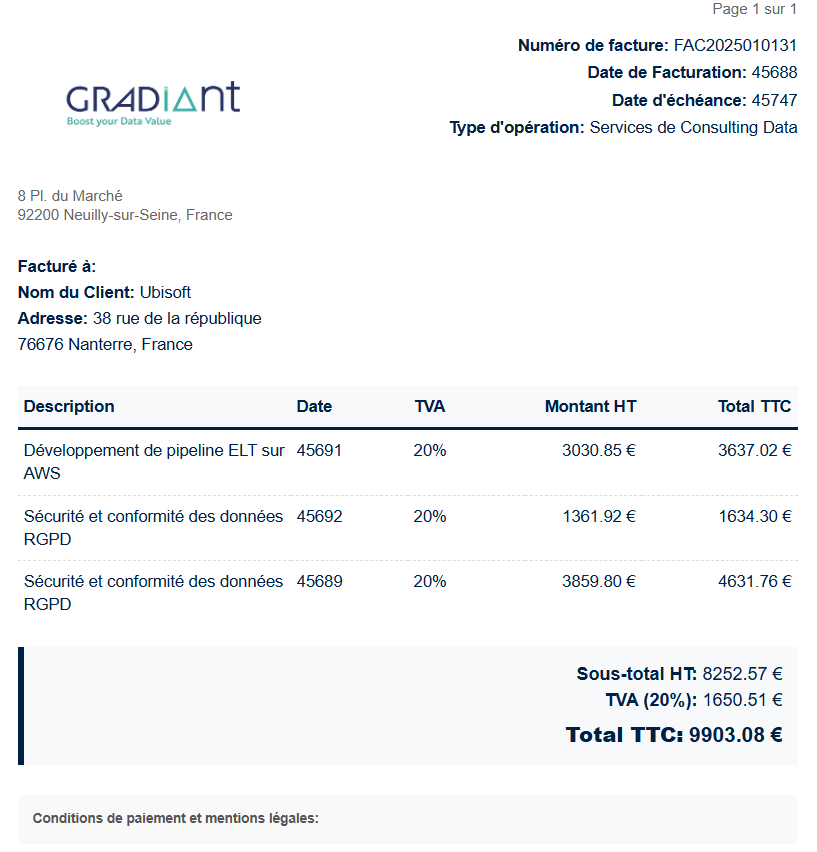 Page 1 sur 1
Numéro de facture: FAC2025010131
Date de Facturation: 45688
Date d'échéance: 45747
Type d'opération: Services de Consulting Data
GRADIANT
Boost your Data Value
8 Pl. du Marché
92200 Neuilly-sur-Seine, France
Facturé à:
Nom du Client: Ubisoft
Adresse: 38 rue de la république
76676 Nanterre, France
Description Date TVA Montant HT Total TTC
Développement de pipeline ELT sur 45691 20% 3030.85 € 3637.02 €
AWS
Sécurité et conformité des données 45692 20% 1361.92 € 1634.30 €
RGPD
Sécurité et conformité des données 45689 20% 3859.80 € 4631.76 €
RGPD
Sous-total HT: 8252.57 €
TVA (20%): 1650.51 €
Total TTC: 9903.08 €
Conditions de paiement et mentions légales: